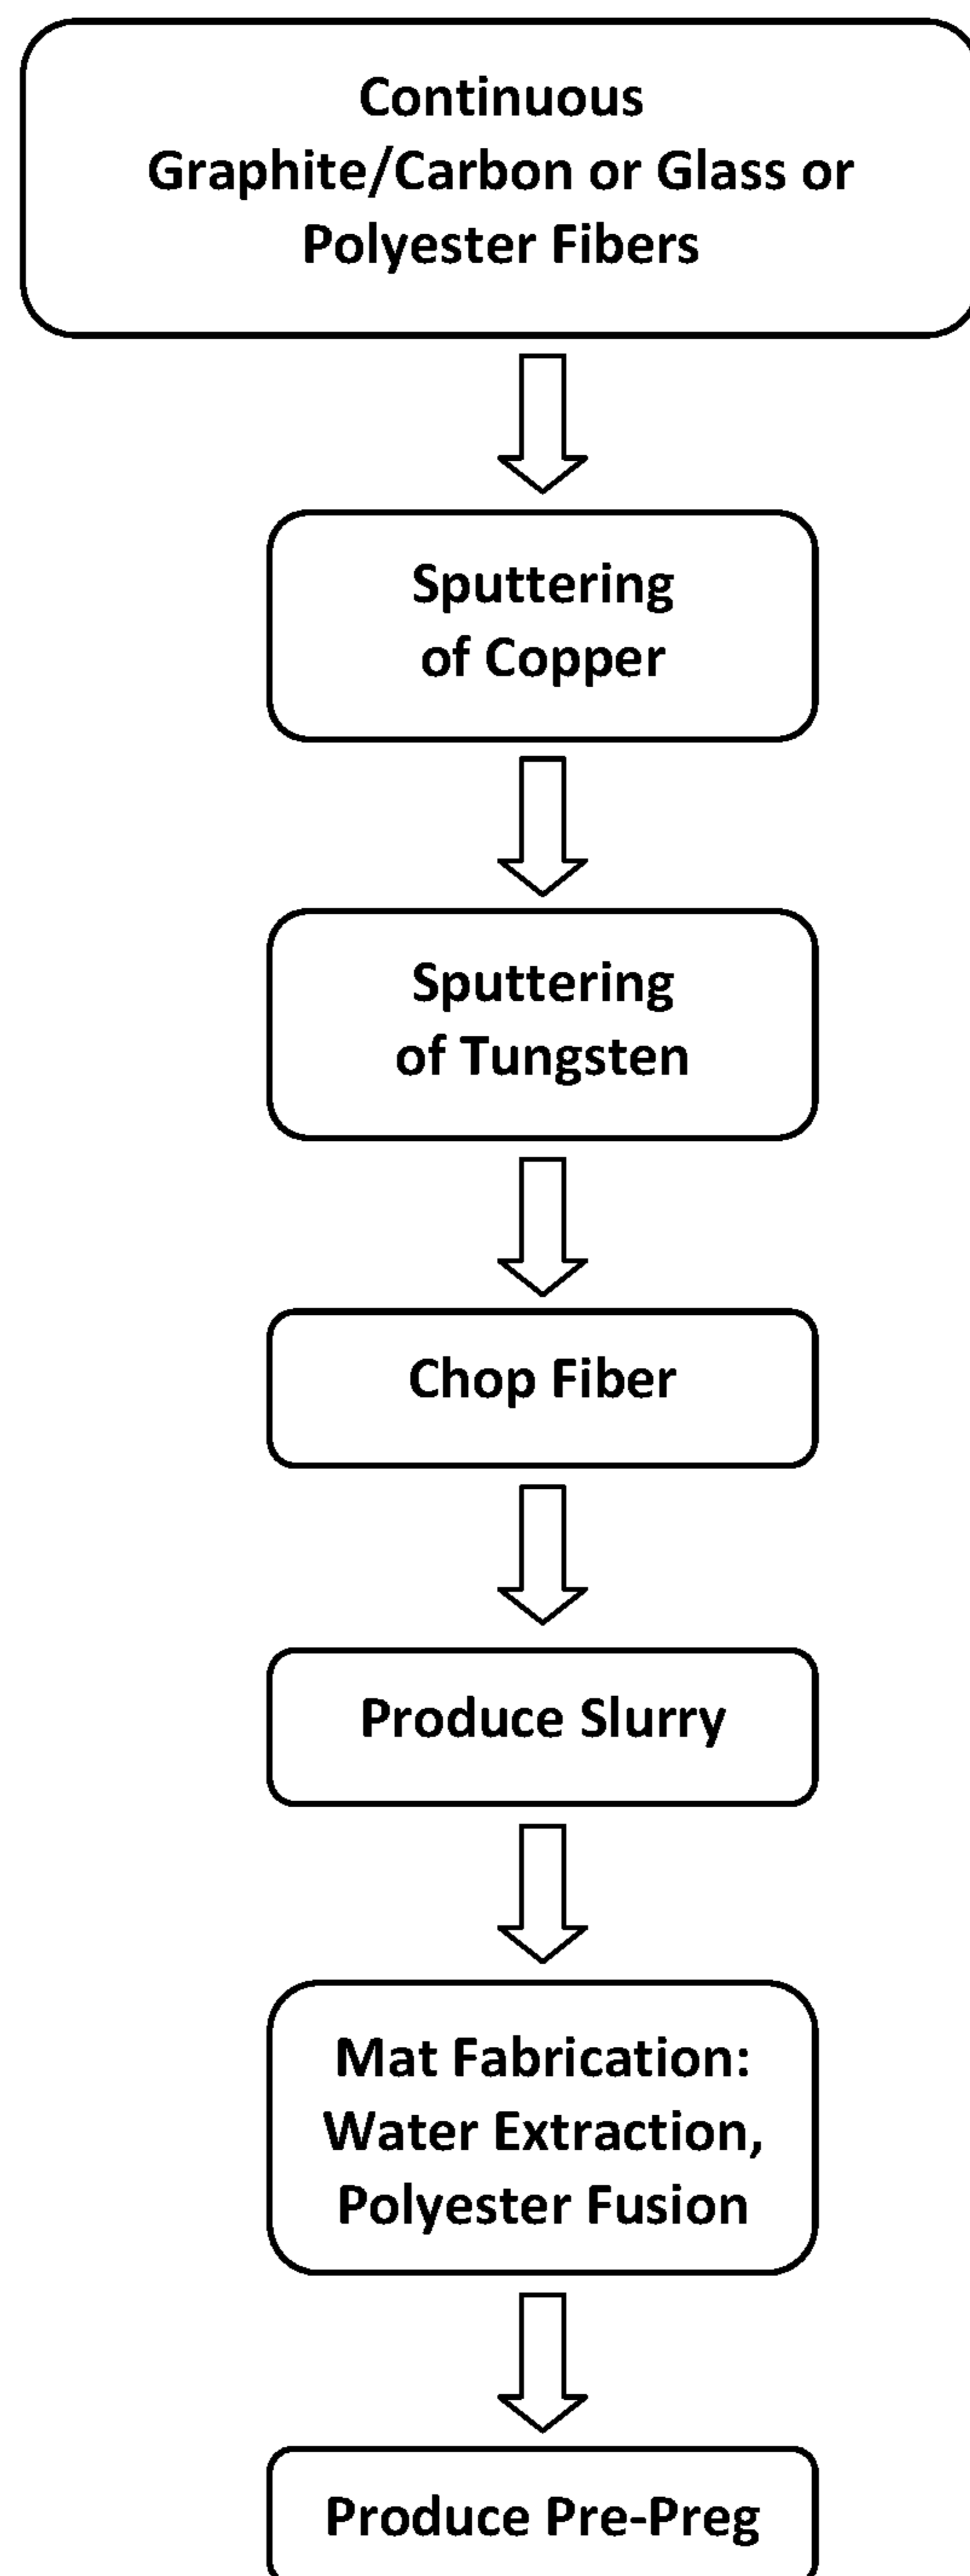 Continuous
Graphite/Carbon or Glass or
Polyester Fibers
Sputtering
of Copper
Sputtering
of Tungsten
Chop Fiber
Produce Slurry
Mat Fabrication:
Water Extraction,
Polyester Fusion
Produce Pre-Preg